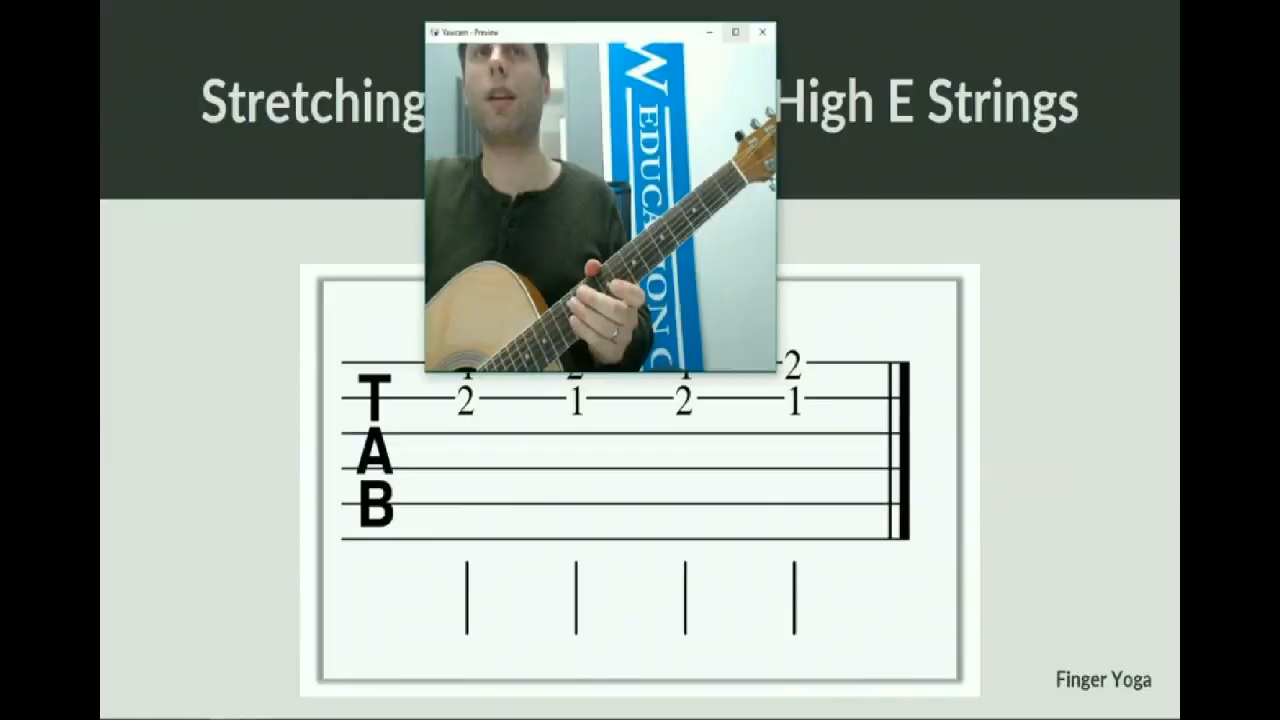 Yawcam - Preview
Stretching High E Strings
W EDUCATION C
2
T 2 1 2 1
A
B
Finger Yoga